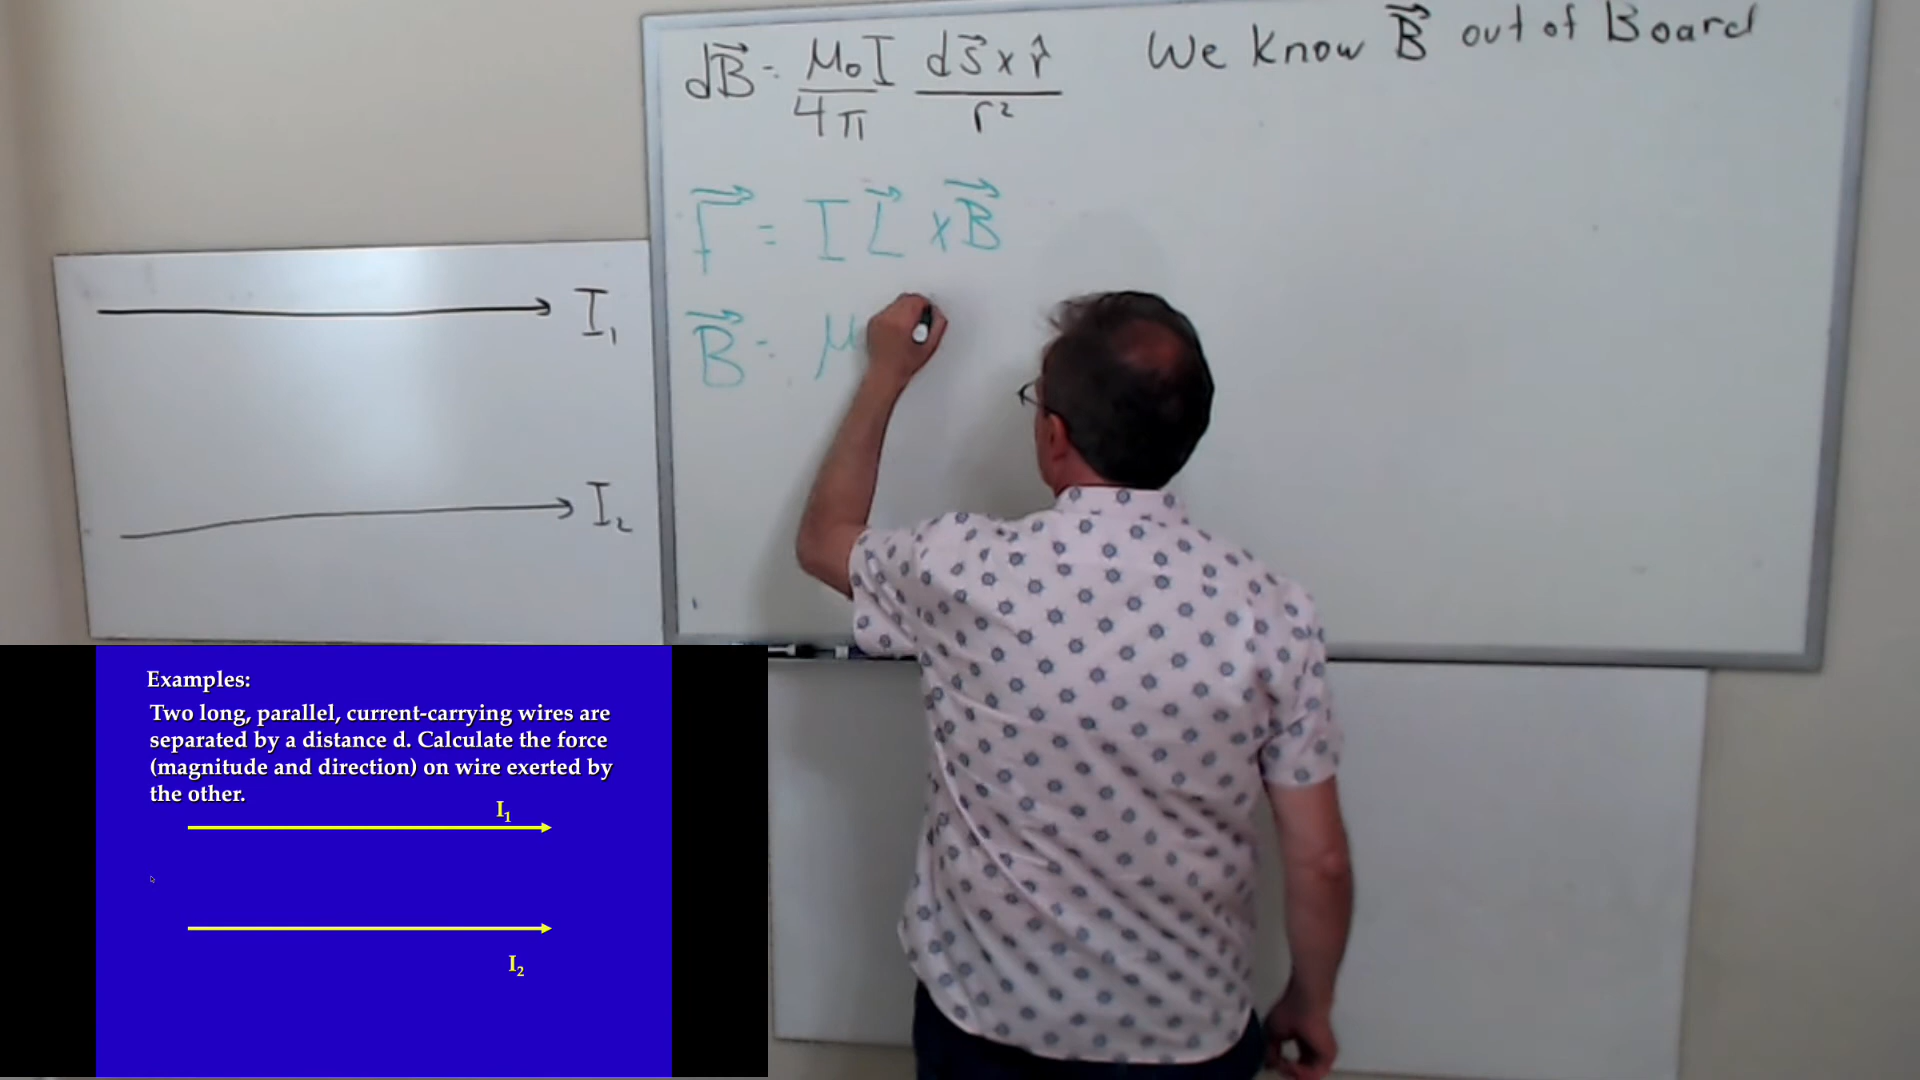 dB⃗ = μ₀I/4π ds⃗ x r̂/r²
We Know B⃗ out of Board
F⃗ = I L⃗ x B⃗
B⃗ = μ
I₁
I₂
Examples:
Two long, parallel, current-carrying wires are
separated by a distance d. Calculate the force
(magnitude and direction) on wire exerted by
the other.
I₁
I₂